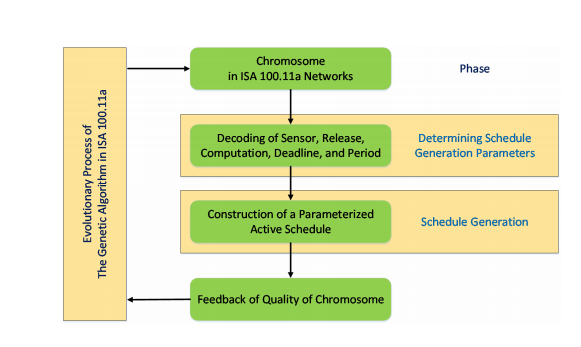 Evolutionary Process of
The Genetic Algorithm in ISA 100.11a
Chromosome
in ISA 100.11a Networks
Phase
Decoding of Sensor, Release,
Computation, Deadline, and Period
Determining Schedule
Generation Parameters
Construction of a Parameterized
Active Schedule
Schedule Generation
Feedback of Quality of Chromosome